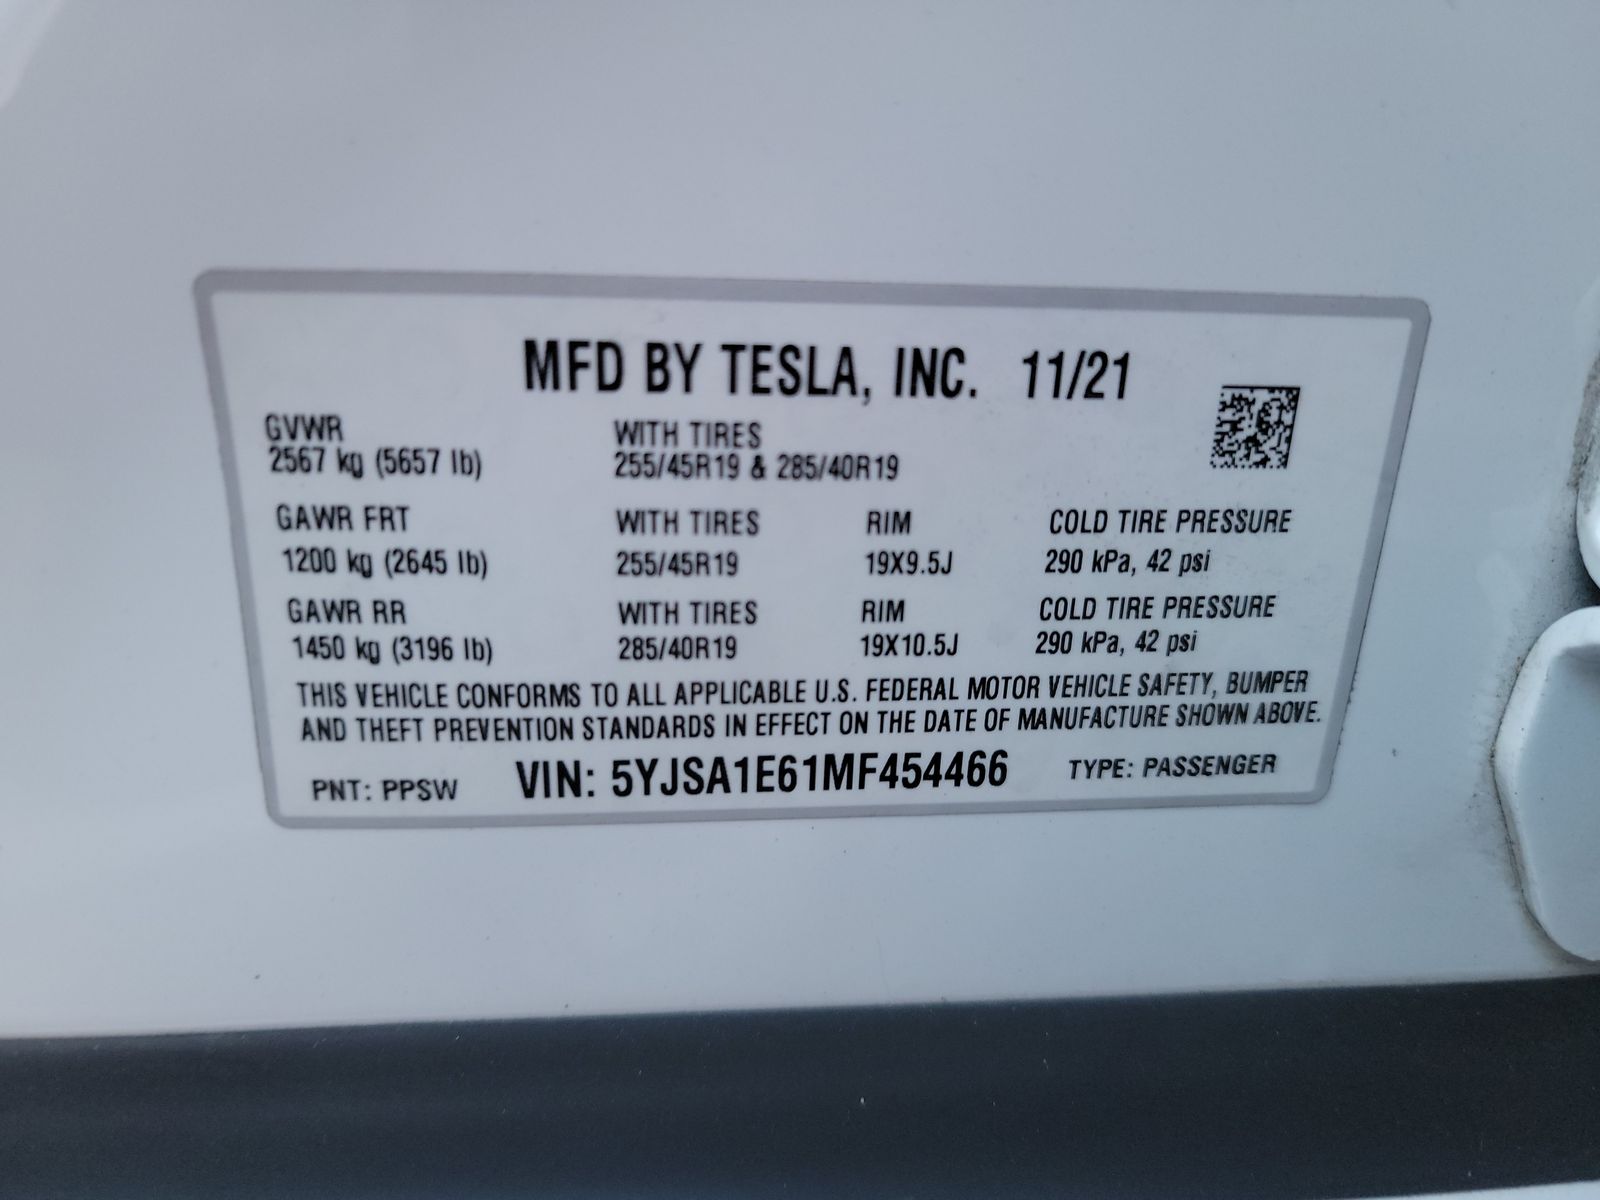 MFD BY TESLA, INC. 11/21
GVWR
2567 kg (5657 lb)
WITH TIRES
255/45R19 & 285/40R19
GAWR FRT WITH TIRES RIM COLD TIRE PRESSURE
1200 kg (2645 lb) 255/45R19 19X9.5J 290 kPa, 42 psi
GAWR RR WITH TIRES RIM COLD TIRE PRESSURE
1450 kg (3196 lb) 285/40R19 19X10.5J 290 kPa, 42 psi
THIS VEHICLE CONFORMS TO ALL APPLICABLE U.S. FEDERAL MOTOR VEHICLE SAFETY, BUMPER
AND THEFT PREVENTION STANDARDS IN EFFECT ON THE DATE OF MANUFACTURE SHOWN ABOVE.
PNT: PPSW VIN: 5YJSA1E61MF454466 TYPE: PASSENGER